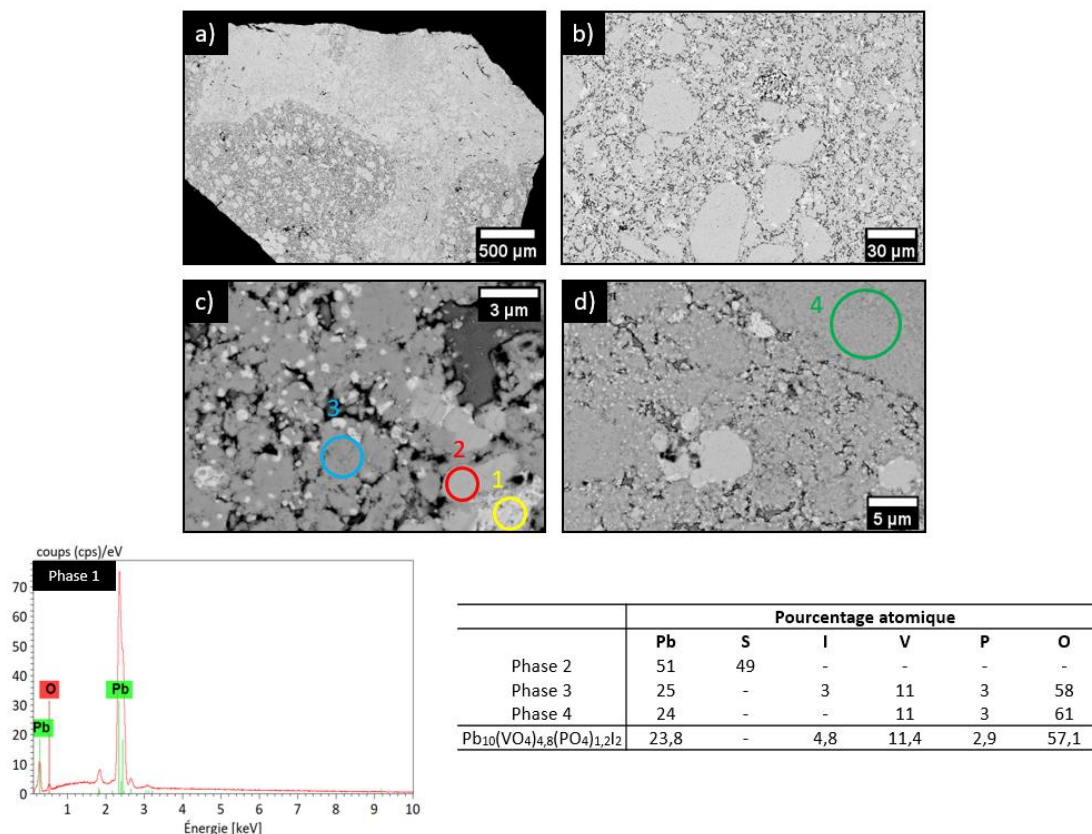 a)
500 µm
b)
30 µm
c)
3 µm
3
2
1
d)
4
5 µm
coups (cps)/eV
Phase 1
70
60
50
40
30
20
10
0
Pb
O
Pb
1 2 3 4 5 6 7 8 9 10
Énergie [keV]
Pourcentage atomique
Pb S I V P O
Phase 2 51 49 - - - -
Phase 3 25 - 3 11 3 58
Phase 4 24 - - 11 3 61
Pb₁₀(VO₄)₄,₈(PO₄)₁,₂I₂ 23,8 - 4,8 11,4 2,9 57,1